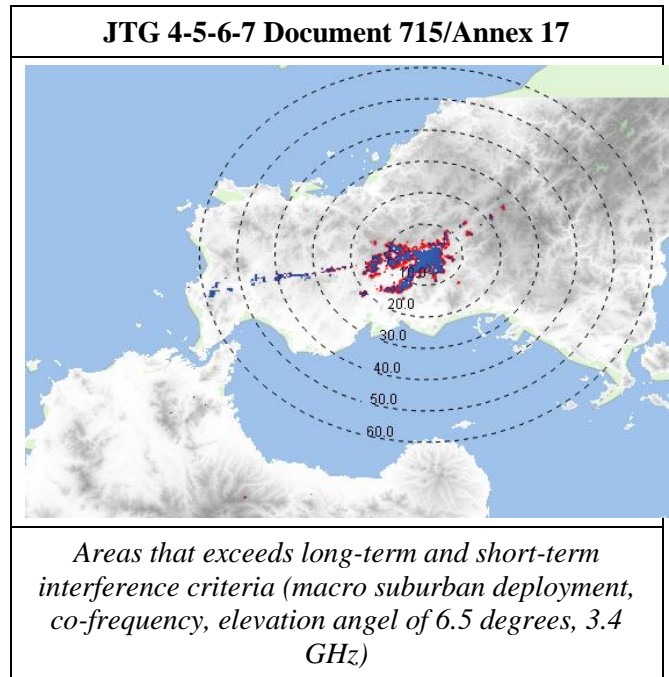 JTG 4-5-6-7 Document 715/Annex 17
10.0
20.0
30.0
40.0
50.0
60.0
Areas that exceeds long-term and short-term
interference criteria (macro suburban deployment,
co-frequency, elevation angel of 6.5 degrees, 3.4
GHz)